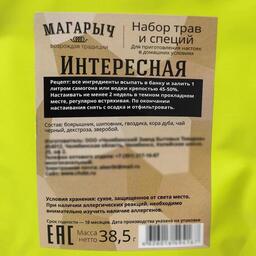 МАГАРЫЧ
возрождая традиции
Набор трав
и специй
Для приготовления настоек
в домашних условиях
ИНТЕРЕСНАЯ
Рецепт: все ингредиенты всыпать в банку и залить 1
литром самогона или водки крепостью 45-50%.
Настаивать не менее 2 недель в темном прохладном
месте, регулярно встряхивая. По окончании
настаивания снять с осадка и отфильтровать.
Состав: боярышник, шиповник, гвоздика, кора дуба, чай
черный, декстроза, зверобой.
Условия хранения: сухое, защищенное от света место.
При наличии аллергических реакций, необходимо
внимательно изучить наличие аллергенов.
Срок годности — 18 месяцев. Дата производства указана на упаковке
ЕАС
Масса
нетто 38,5 г